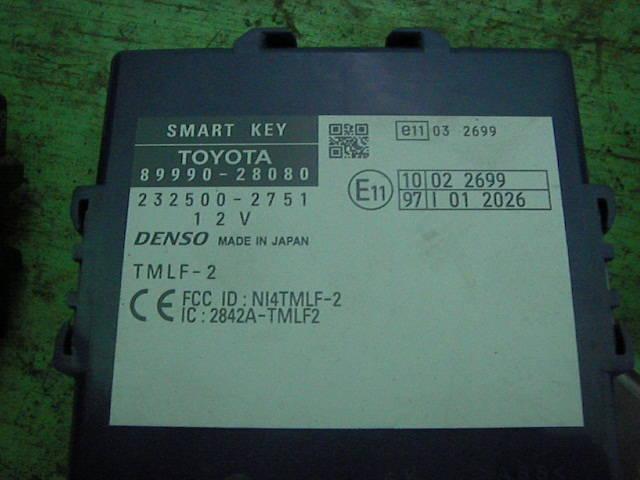 SMART KEY
TOYOTA
89990-28080
232500-2751
12V
DENSO MADE IN JAPAN
TMLF-2
CE FCC ID : NI4TMLF-2
IC : 2842A-TMLF2
e11 03 2699
E11
10 02 2699
97 I 01 2026